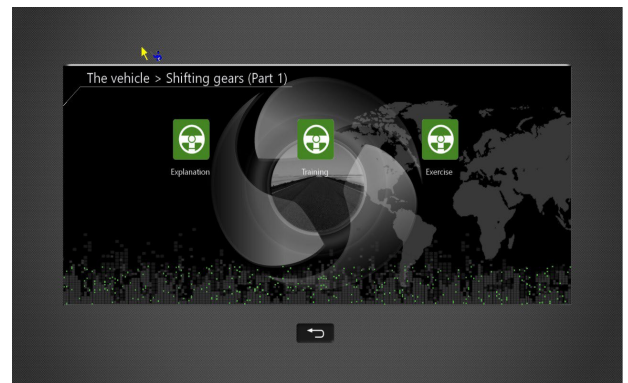 The vehicle > Shifting gears (Part 1)
Explanation
Training
Exercise